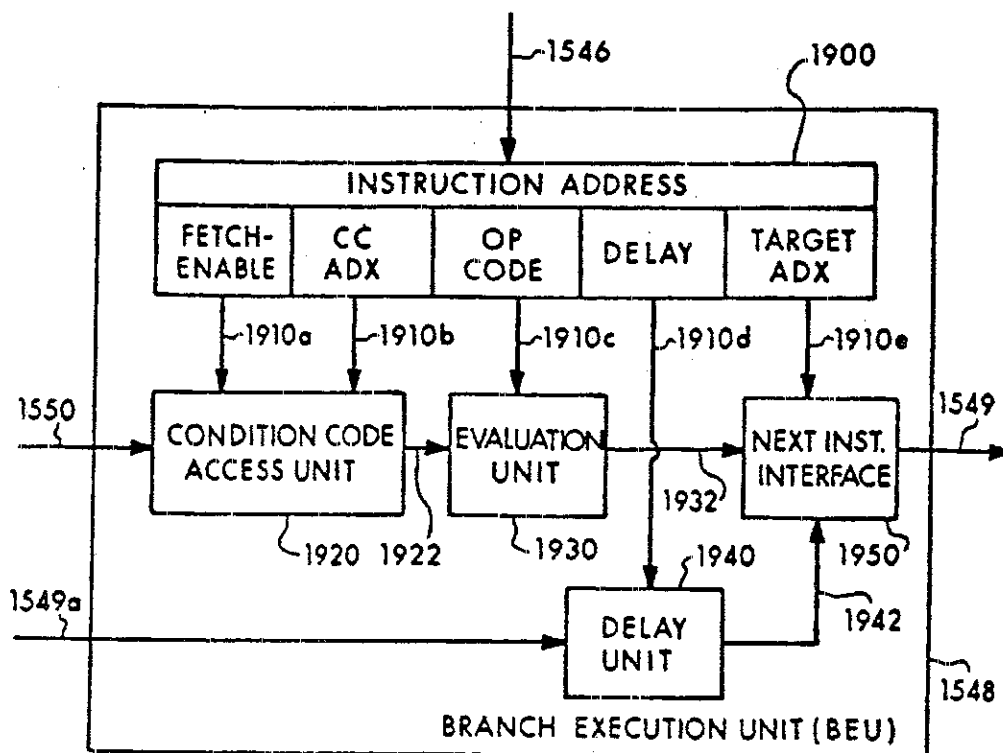 1546
1900
INSTRUCTION ADDRESS
FETCH-
ENABLE
CC
ADX
OP
CODE
DELAY
TARGET
ADX
1910a
1910b
1910c
1910d
1910e
1550
CONDITION CODE
ACCESS UNIT
EVALUATION
UNIT
NEXT INST.
INTERFACE
1549
1920
1922
1930
1932
1940
1950
1549a
DELAY
UNIT
1942
1548
BRANCH EXECUTION UNIT (BEU)